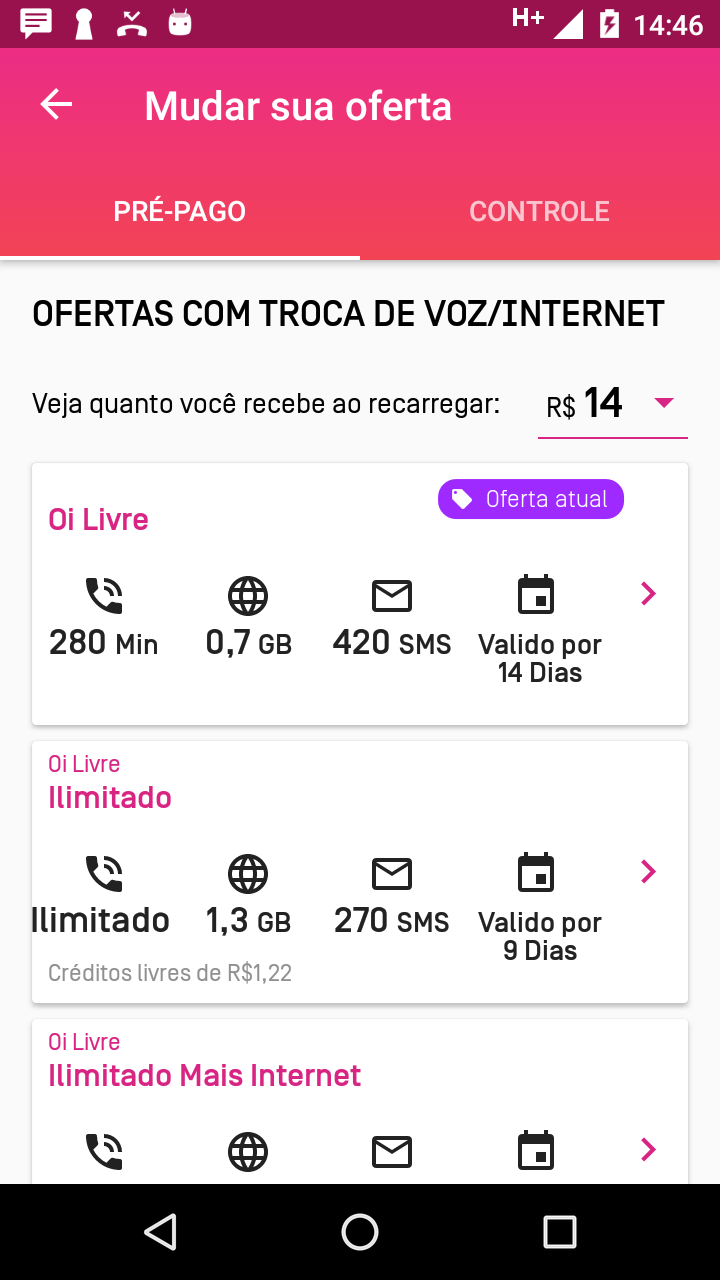 H+ 14:46
Mudar sua oferta
PRÉ-PAGO CONTROLE
OFERTAS COM TROCA DE VOZ/INTERNET
Veja quanto você recebe ao recarregar: R$ 14
Oferta atual
Oi Livre
280 Min 0,7 GB 420 SMS Valido por
14 Dias
Oi Livre
Ilimitado
Ilimitado 1,3 GB 270 SMS Valido por
9 Dias
Créditos livres de R$1,22
Oi Livre
Ilimitado Mais Internet